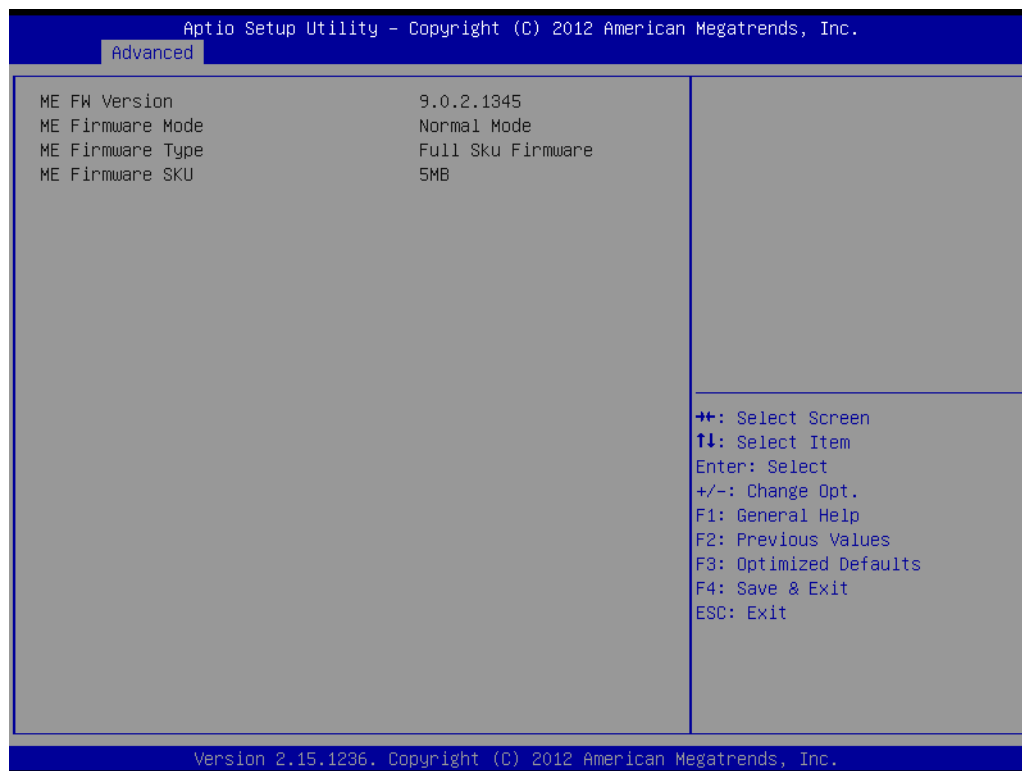 Aptio Setup Utility – Copyright (C) 2012 American Megatrends, Inc.
Advanced
ME FW Version 9.0.2.1345
ME Firmware Mode Normal Mode
ME Firmware Type Full Sku Firmware
ME Firmware SKU 5MB
→←: Select Screen
↑↓: Select Item
Enter: Select
+/-: Change Opt.
F1: General Help
F2: Previous Values
F3: Optimized Defaults
F4: Save & Exit
ESC: Exit
Version 2.15.1236. Copyright (C) 2012 American Megatrends, Inc.